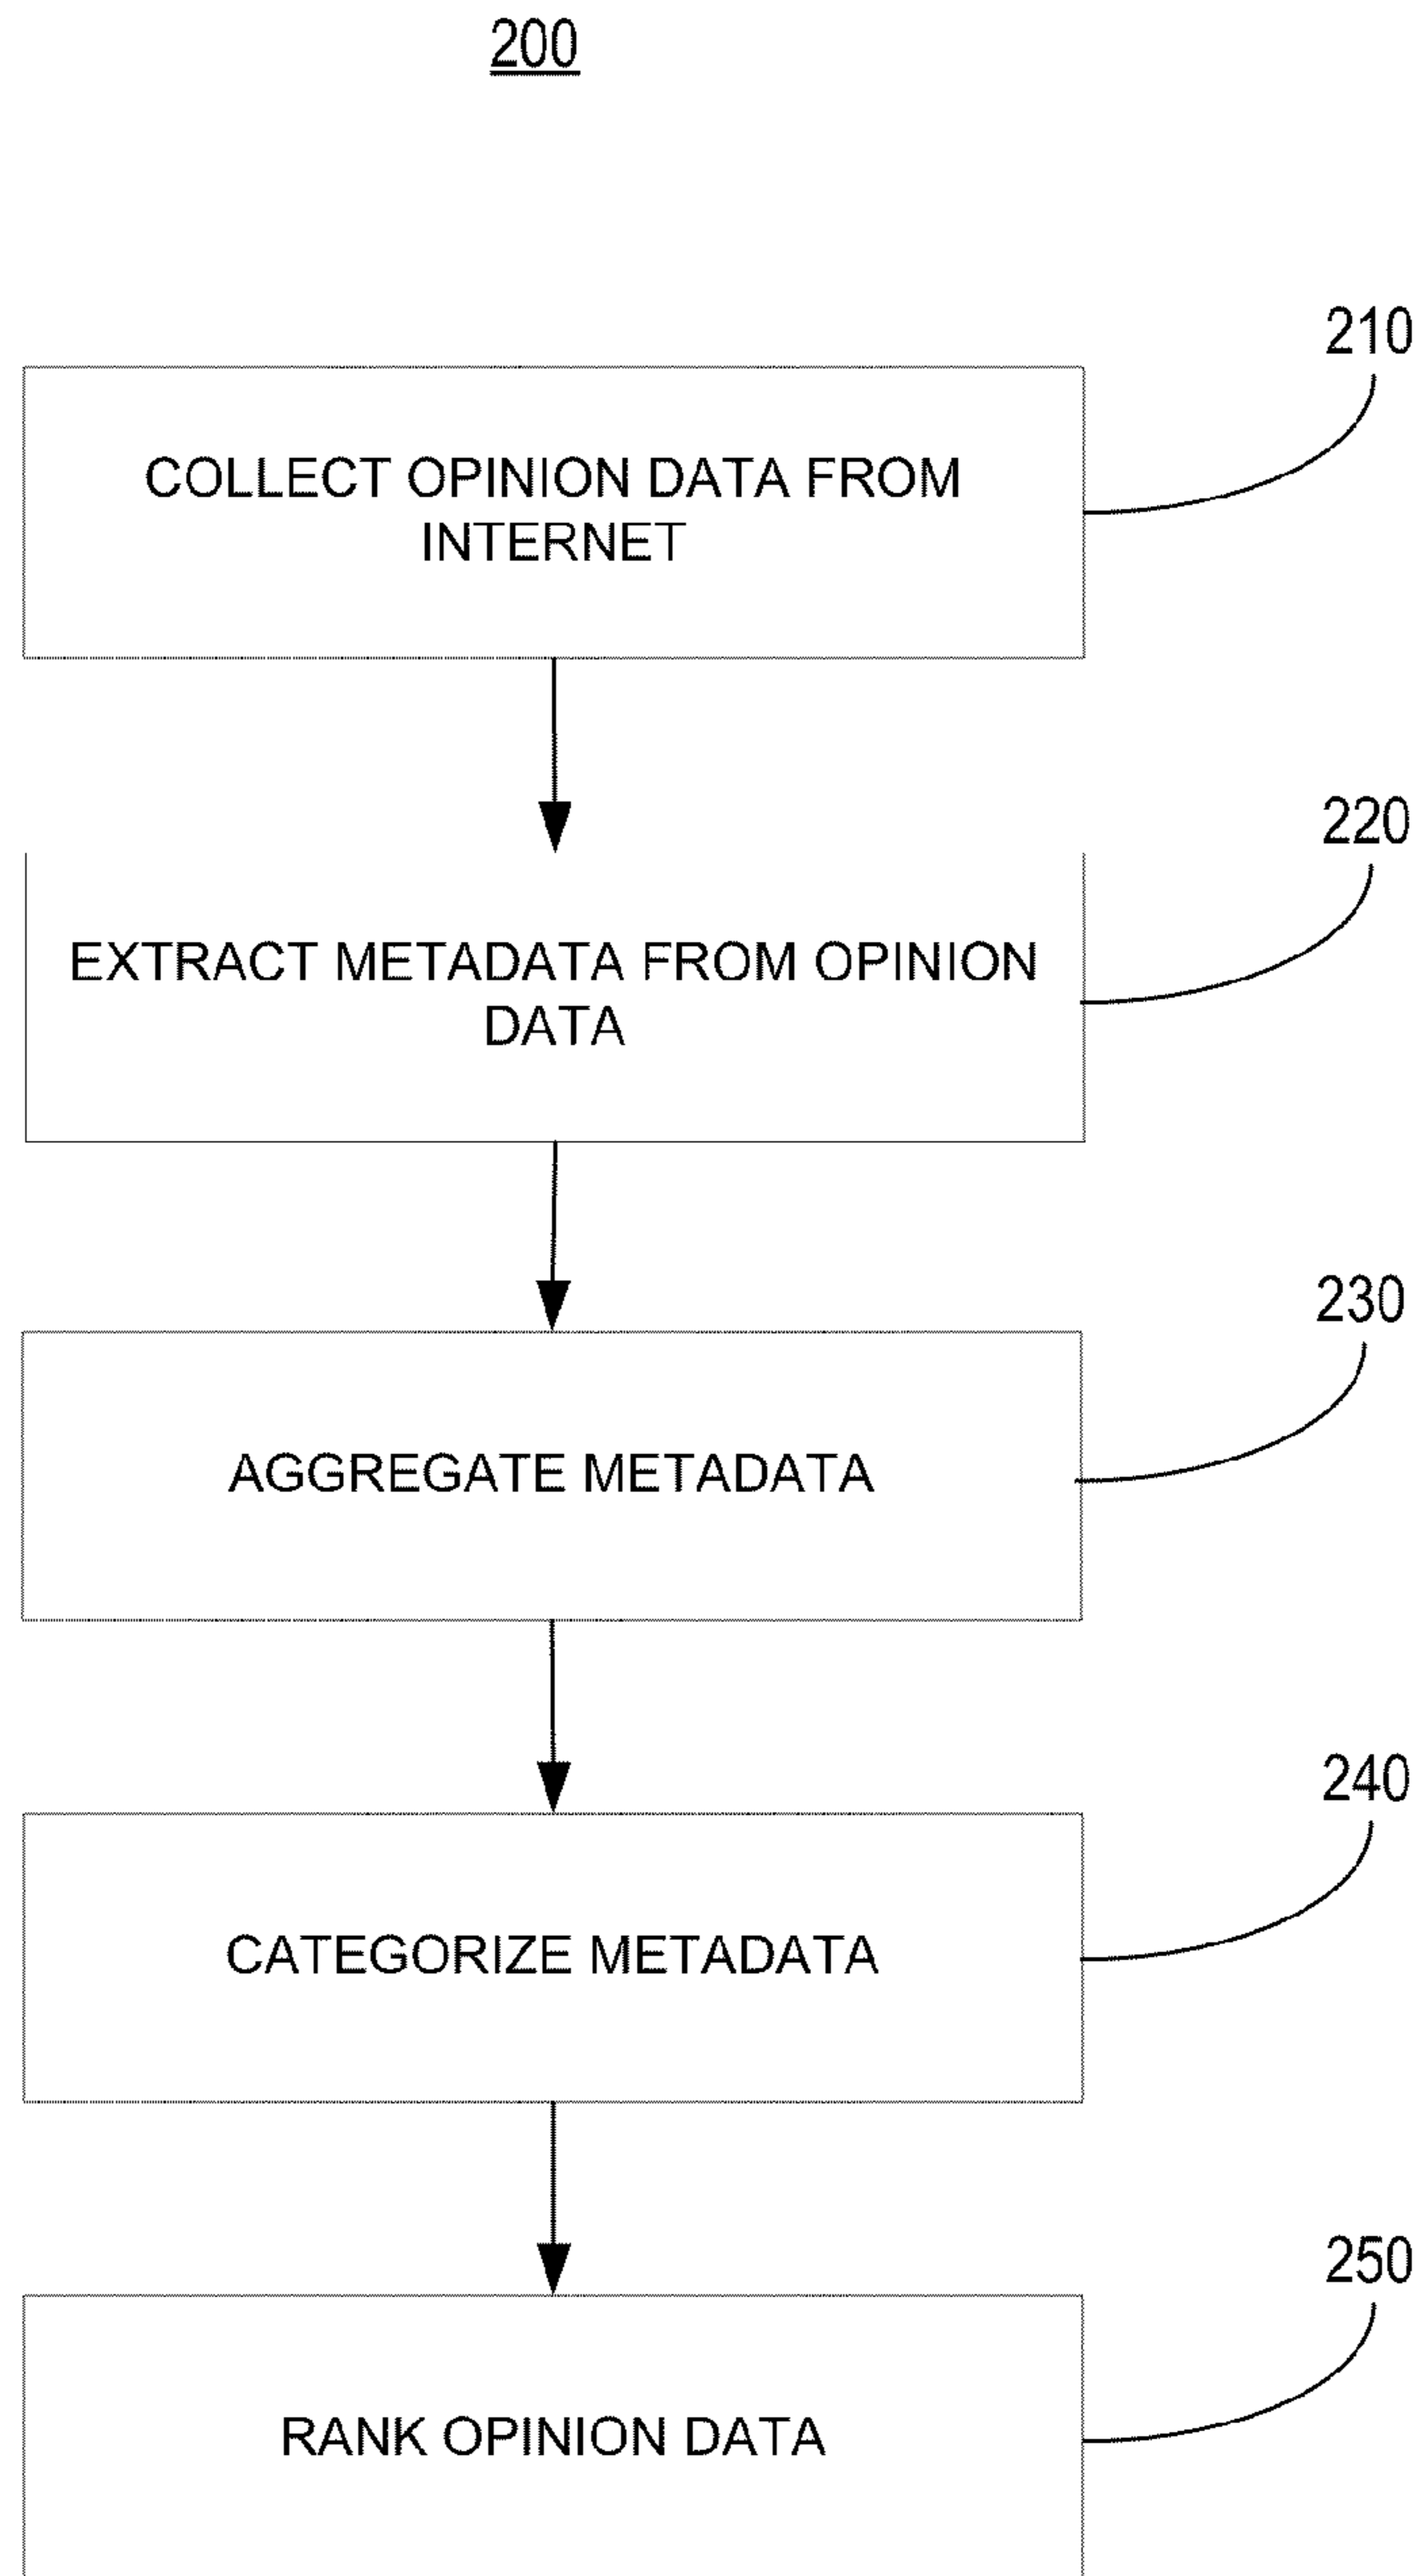 200
210
COLLECT OPINION DATA FROM
INTERNET
220
EXTRACT METADATA FROM OPINION
DATA
230
AGGREGATE METADATA
240
CATEGORIZE METADATA
250
RANK OPINION DATA